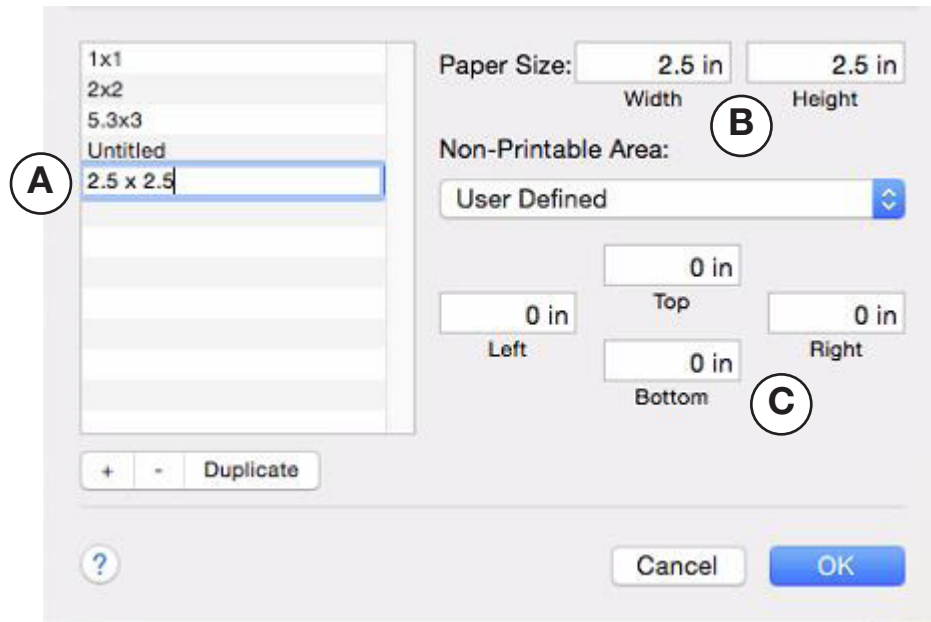 1x1
2x2
5.3x3
Untitled
A
2.5 x 2.5
+ - Duplicate
Paper Size: 2.5 in 2.5 in
Width Height
B
Non-Printable Area:
User Defined
0 in
Top
0 in 0 in
Left Right
0 in
Bottom
C
? Cancel OK